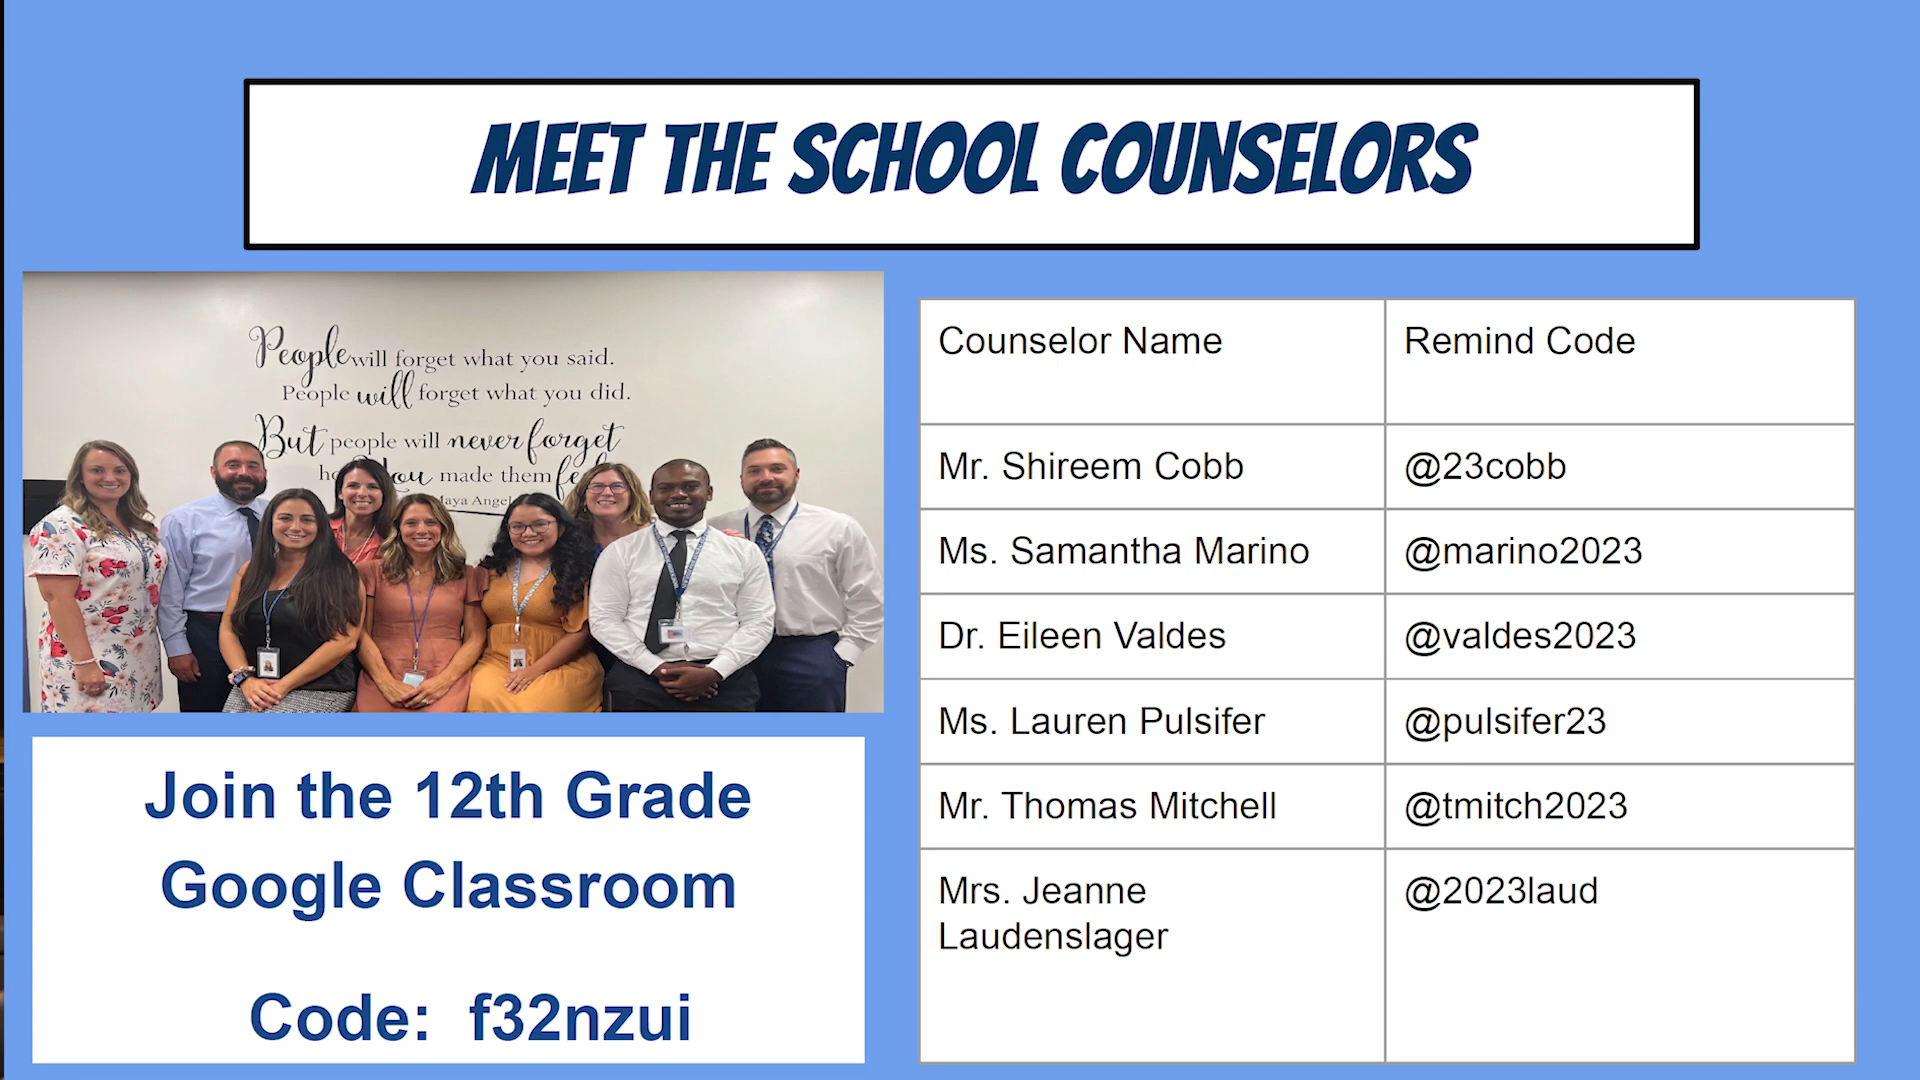 MEET THE SCHOOL COUNSELORS
People will forget what you said.
People will forget what you did.
But people will never forget
you made them
Maya
Counselor Name Remind Code
Mr. Shireem Cobb @23cobb
Ms. Samantha Marino @marino2023
Dr. Eileen Valdes @valdes2023
Ms. Lauren Pulsifer @pulsifer23
Mr. Thomas Mitchell @tmitch2023
Mrs. Jeanne @2023laud
Laudenslager
Join the 12th Grade
Google Classroom
Code: f32nzui